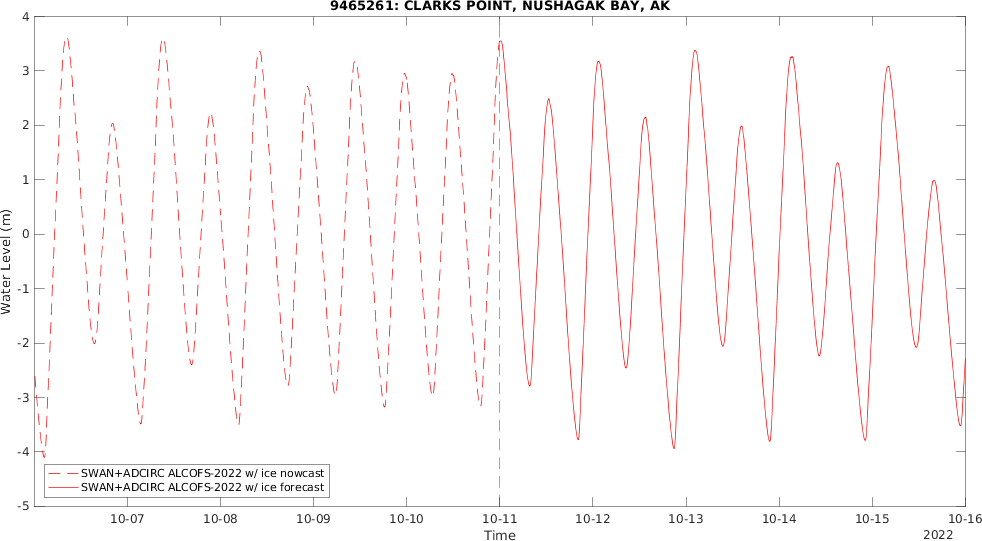 9465261: CLARKS POINT, NUSHAGAK BAY, AK
4
3
2
1
0
-1
-2
-3
-4
-5
Water Level (m)
SWAN+ADCIRC ALCOFS-2022 w/ ice nowcast
SWAN+ADCIRC ALCOFS-2022 w/ ice forecast
10-07 10-08 10-09 10-10 10-11 10-12 10-13 10-14 10-15 10-16
Time
2022